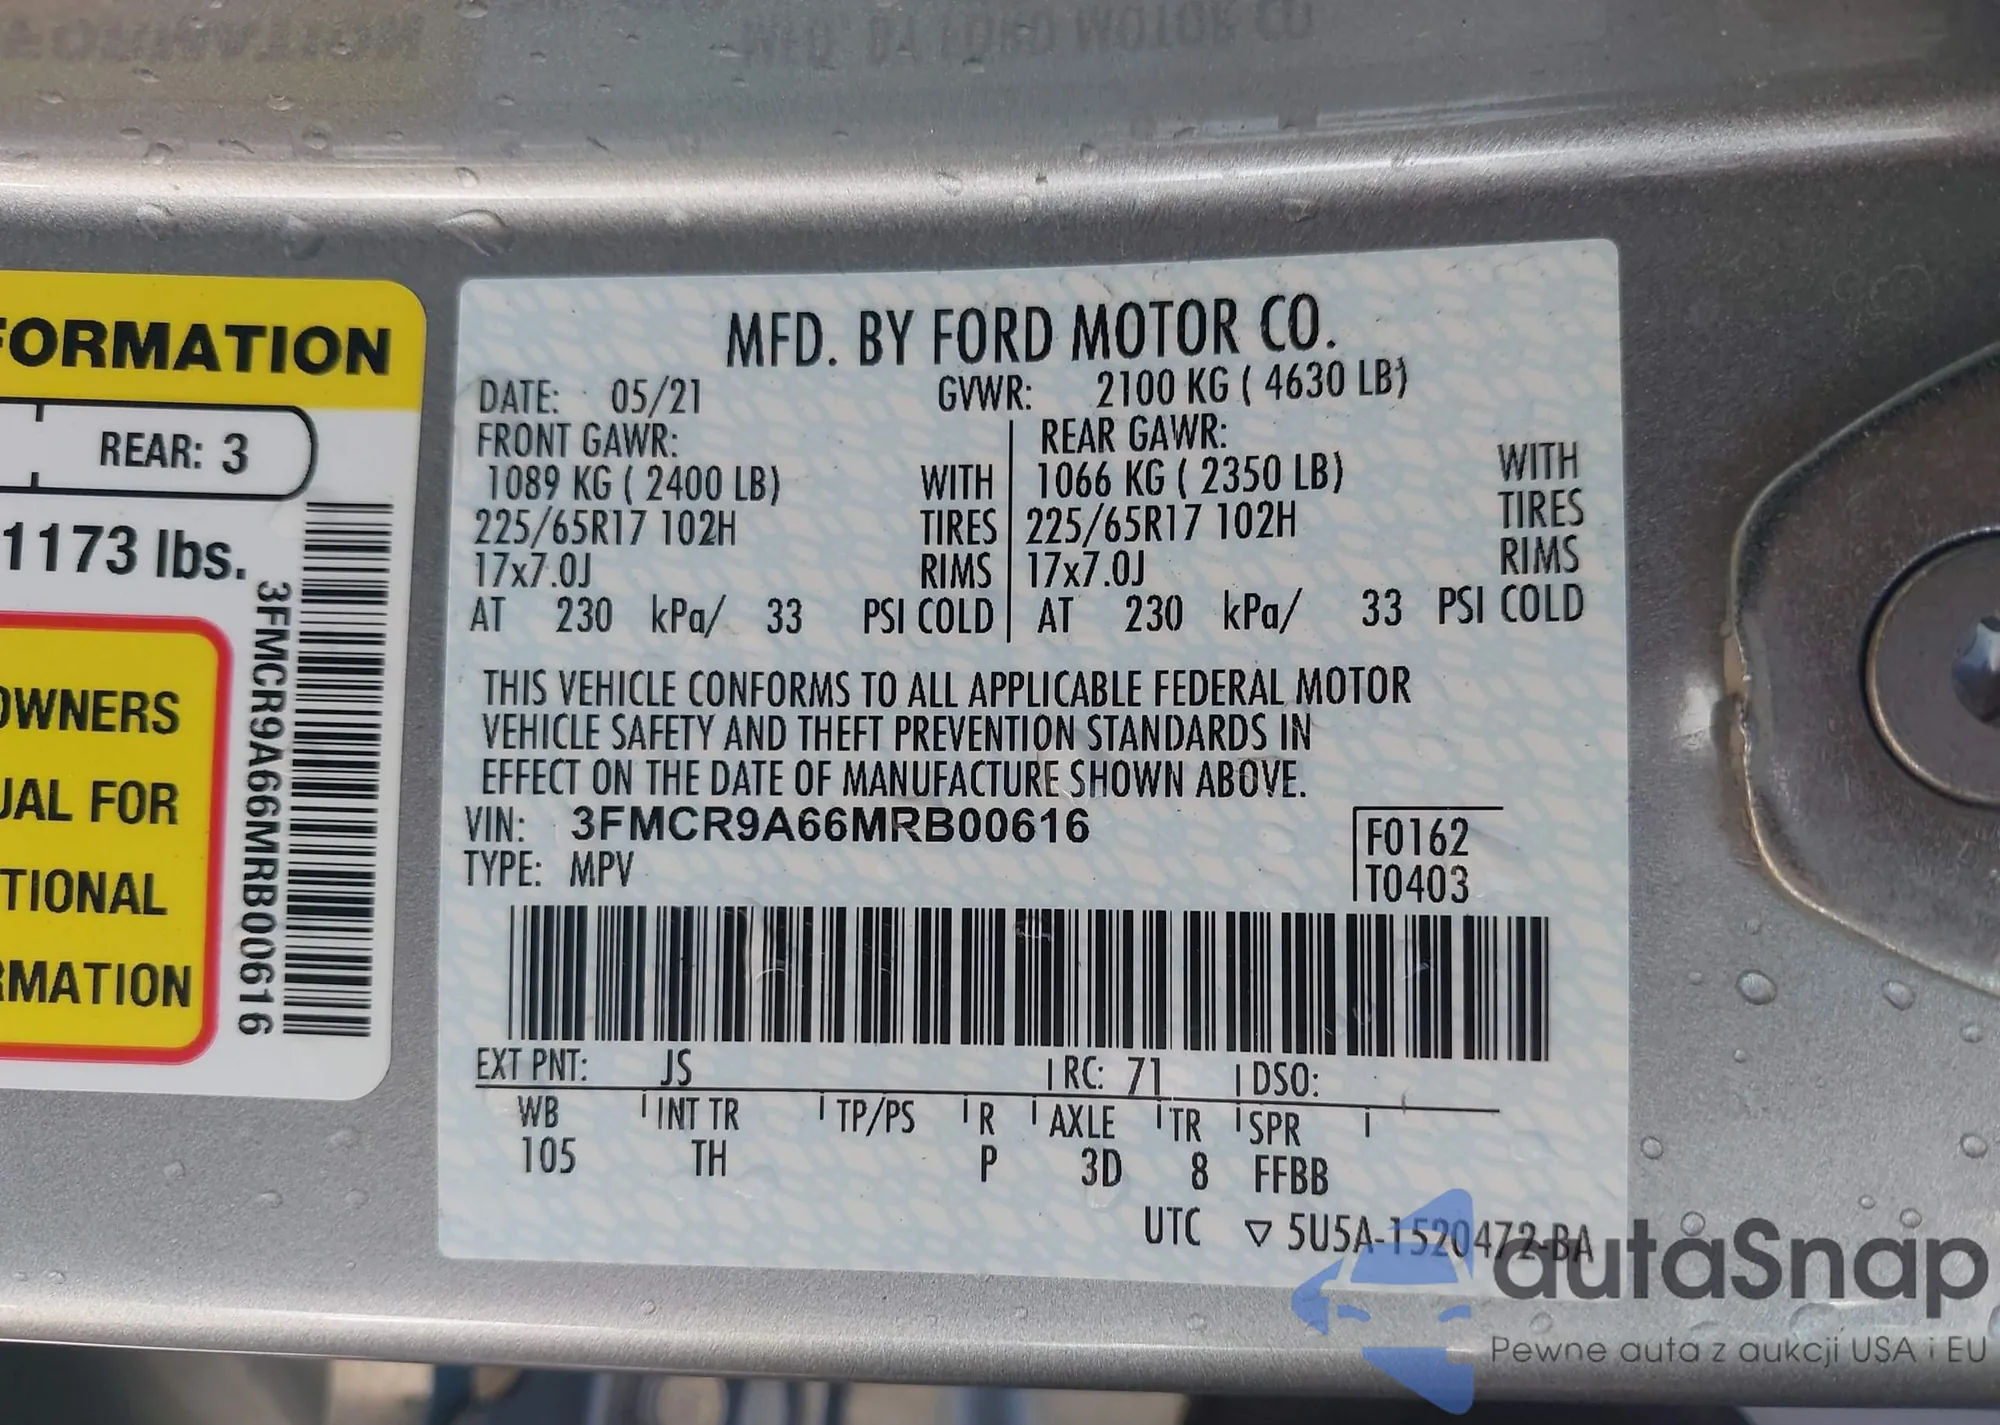 FORMATION
REAR: 3
1173 lbs.
OWNERS
UAL FOR
TIONAL
RMATION
3FMCR9A66MRB00616
MFD. BY FORD MOTOR CO.
DATE: 05/21 GVWR: 2100 KG ( 4630 LB)
FRONT GAWR: REAR GAWR:
1089 KG ( 2400 LB) WITH 1066 KG ( 2350 LB) WITH
225/65R17 102H TIRES 225/65R17 102H TIRES
17x7.0J RIMS 17x7.0J RIMS
AT 230 kPa/ 33 PSI COLD AT 230 kPa/ 33 PSI COLD
THIS VEHICLE CONFORMS TO ALL APPLICABLE FEDERAL MOTOR
VEHICLE SAFETY AND THEFT PREVENTION STANDARDS IN
EFFECT ON THE DATE OF MANUFACTURE SHOWN ABOVE.
VIN: 3FMCR9A66MRB00616
TYPE: MPV
F0162
T0403
EXT PNT: JS RC: 71 DSO:
WB INT TR TP/PS R AXLE TR SPR
105 TH P 3D 8 FFBB
UTC ▽ 5U5A-1520472-BA
autaSnap
Pewne auta z aukcji USA i EU